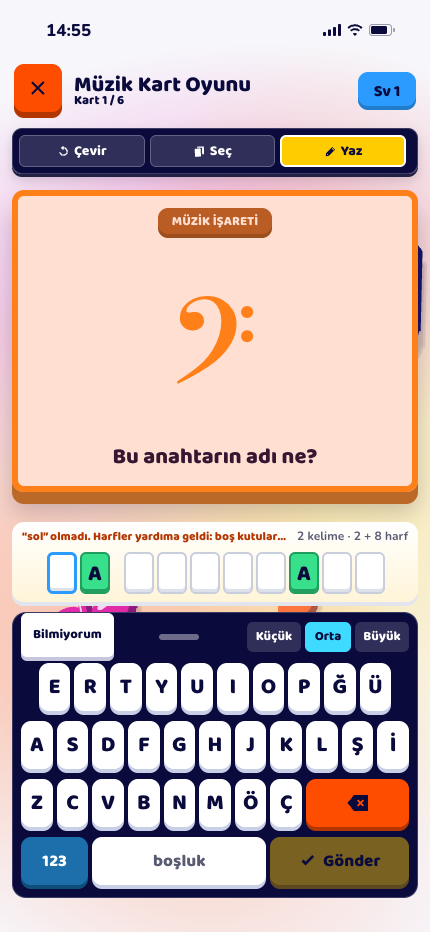 14:55
Müzik Kart Oyunu
Kart 1 / 6
Sv 1
Çevir
Seç
Yaz
MÜZİK İŞARETİ
Bu anahtarın adı ne?
“sol” olmadı. Harfler yardıma geldi: boş kutular... 2 kelime · 2 + 8 harf
A A
Bilmiyorum
Küçük Orta Büyük
E R T Y U I O P Ğ Ü
A S D F G H J K L Ş İ
Z C V B N M Ö Ç
123 boşluk Gönder